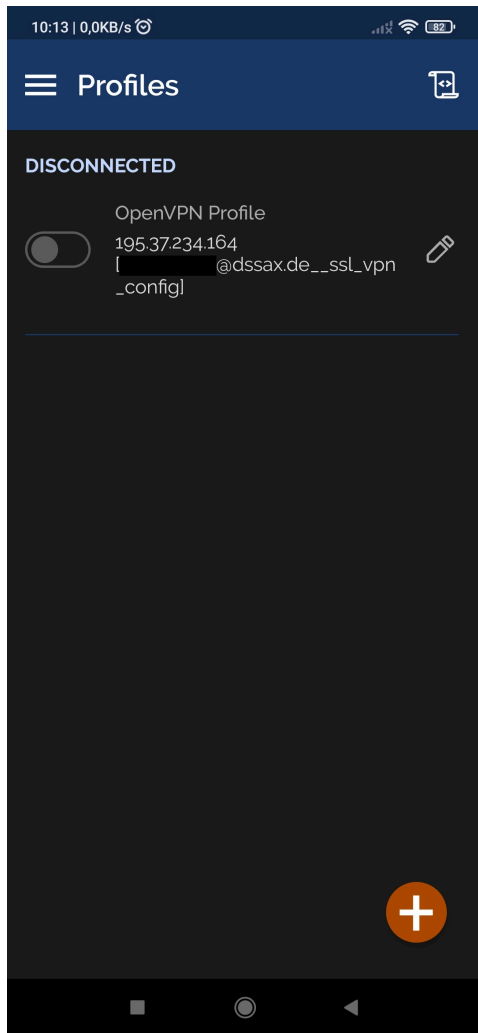 10:13 | 0,0KB/s
82
Profiles
DISCONNECTED
OpenVPN Profile
195.37.234.164
[ @dssax.de__ssl_vpn
_config]